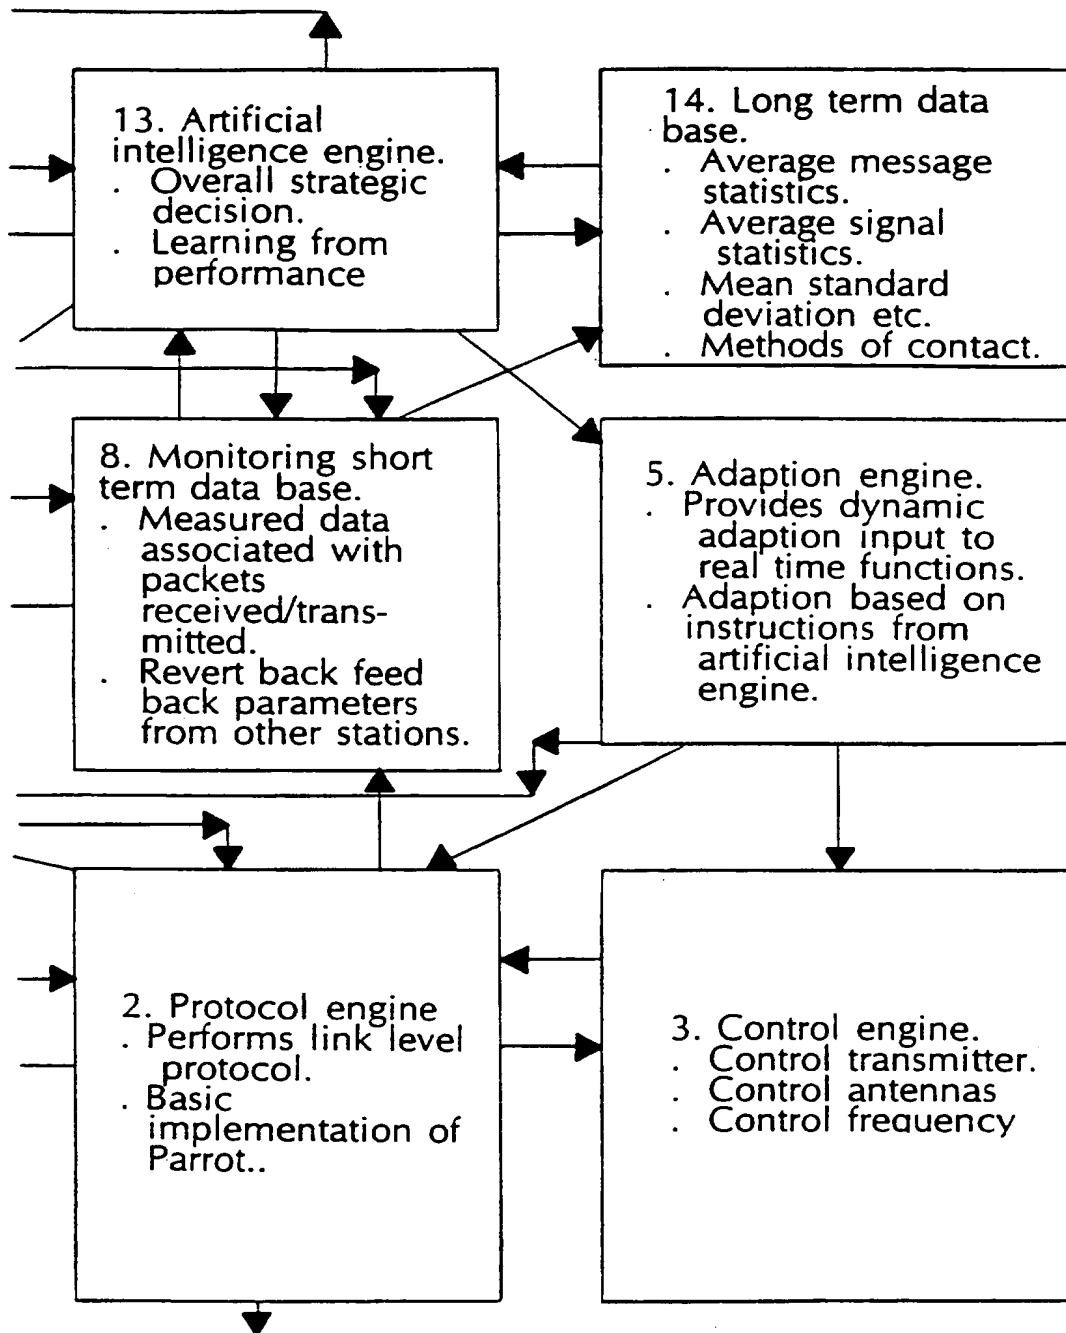 13. Artificial
intelligence engine.
. Overall strategic
decision.
. Learning from
performance
14. Long term data
base.
. Average message
statistics.
. Average signal
statistics.
. Mean standard
deviation etc.
. Methods of contact.
8. Monitoring short
term data base.
. Measured data
associated with
packets
received/trans-
mitted.
. Revert back feed
back parameters
from other stations.
5. Adaption engine.
. Provides dynamic
adaption input to
real time functions.
. Adaption based on
instructions from
artificial intelligence
engine.
2. Protocol engine
. Performs link level
protocol.
. Basic
implementation of
Parrot..
3. Control engine.
. Control transmitter.
. Control antennas
. Control frequency